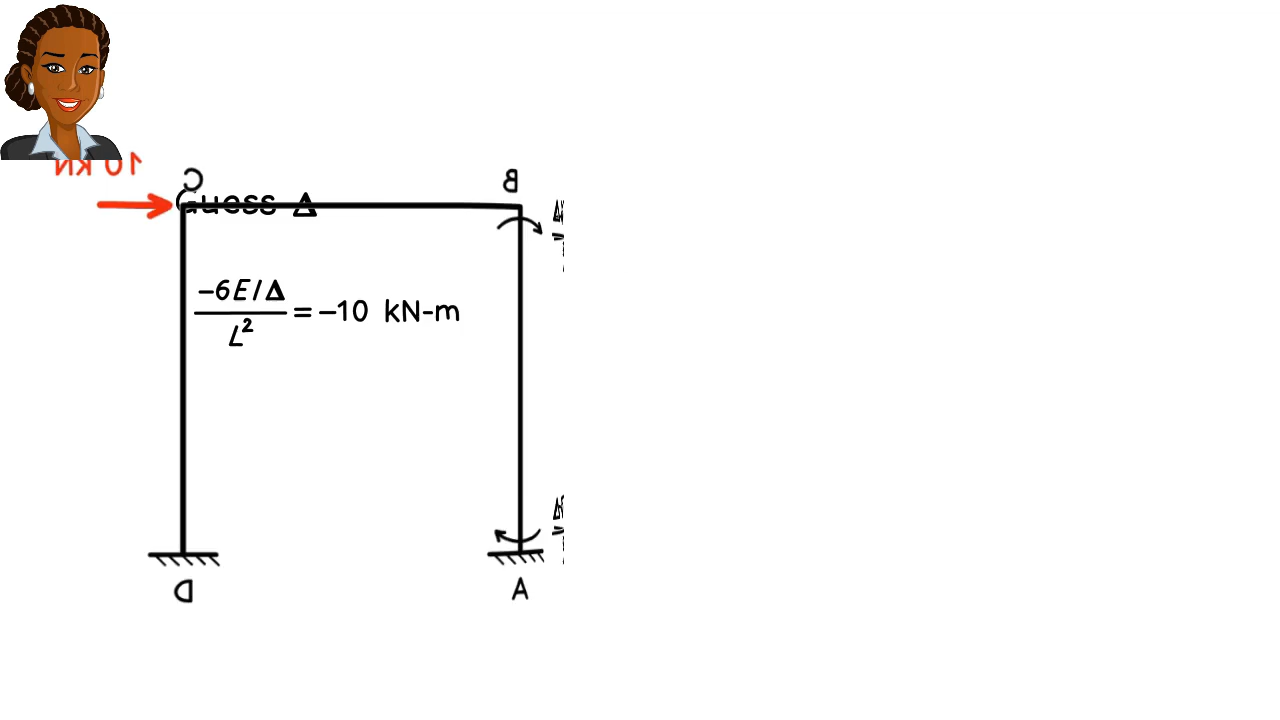 10 kN
C
B
Guess Δ
-6EIΔ
L²
= -10 kN-m
D
A